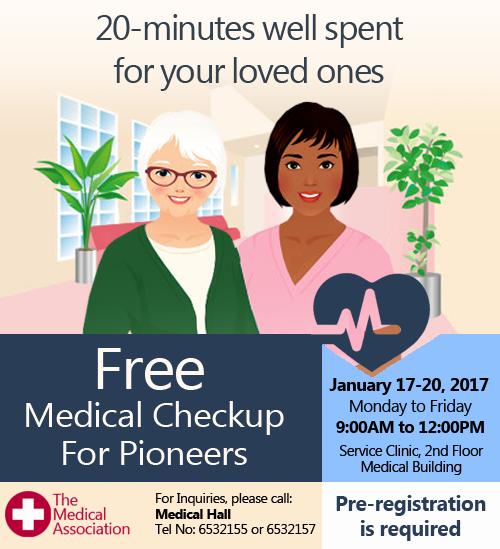 20-minutes well spent
for your loved ones
Free
Medical Checkup
For Pioneers
January 17-20, 2017
Monday to Friday
9:00AM to 12:00PM
Service Clinic, 2nd Floor
Medical Building
The
Medical
Association
For Inquiries, please call:
Medical Hall
Tel No: 6532155 or 6532157
Pre-registration
is required